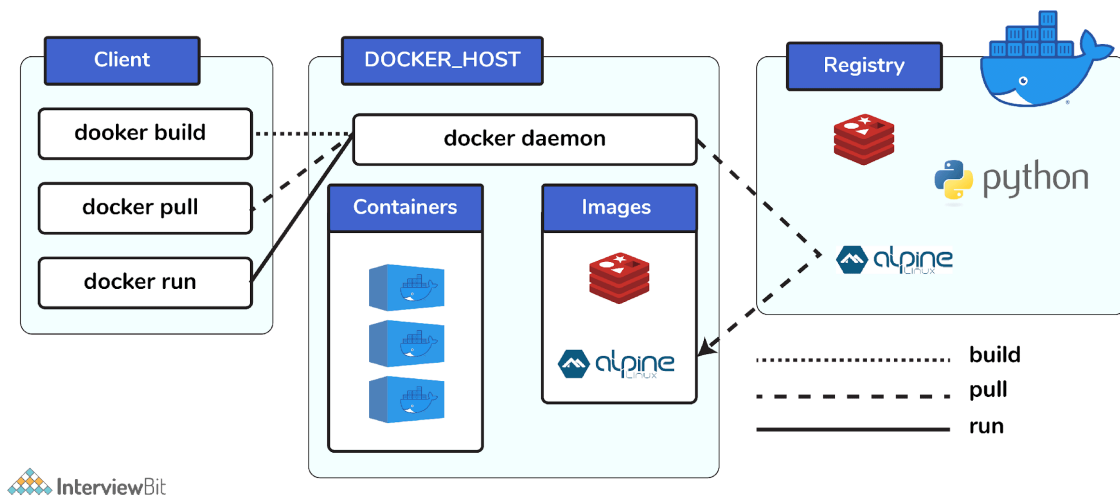 Client
dooker build
docker pull
docker run
DOCKER_HOST
docker daemon
Containers
Images
alpine
LINUX
Registry
python
alpine
LINUX
build
pull
run
InterviewBit